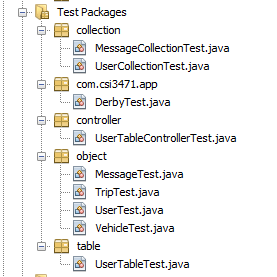 Test Packages
collection
MessageCollectionTest.java
UserCollectionTest.java
com.csi3471.app
DerbyTest.java
controller
UserTableControllerTest.java
object
MessageTest.java
TripTest.java
UserTest.java
VehicleTest.java
table
UserTableTest.java